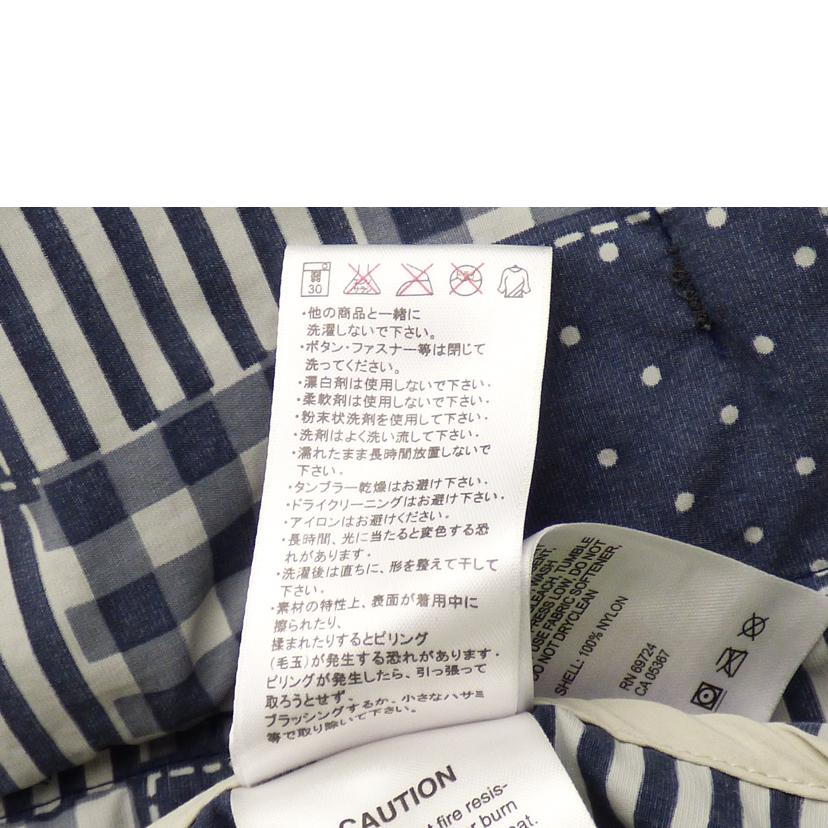 弱
30
・他の商品と一緒に
洗濯しないで下さい。
・ボタン・ファスナー等は閉じて
洗ってください。
・漂白剤は使用しないで下さい.
・柔軟剤は使用しないで下さい.
・粉末状洗剤を使用して下さい.
・洗剤はよく洗い流して下さい.
・濡れたまま長時間放置しないで
下さい.
・タンブラー乾燥はお避け下さい.
・ドライクリーニングはお避け下さい.
・アイロンはお避けください.
・長時間、光に当たると変色する恐
れがあります.
・洗濯後は直ちに、形を整えて干して
下さい.
・素材の特性上、表面が着用中に
擦られたり、
揉まれたりするとピリング
(毛玉)が発生する恐れがあります.
ピリングが発生したら、引っ張って
取ろうとせず、
ブラッシングするか、小さなハサミ
等で取り除いて下さい。
WASH.
BLEACH, TUMBLE
PRESS LOW, DO NOT
USE FABRIC SOFTENER,
DO NOT DRYCLEAN
SHELL: 100% NYLON
RN 69724
CA 05367
CAUTION
fire resis-
burn